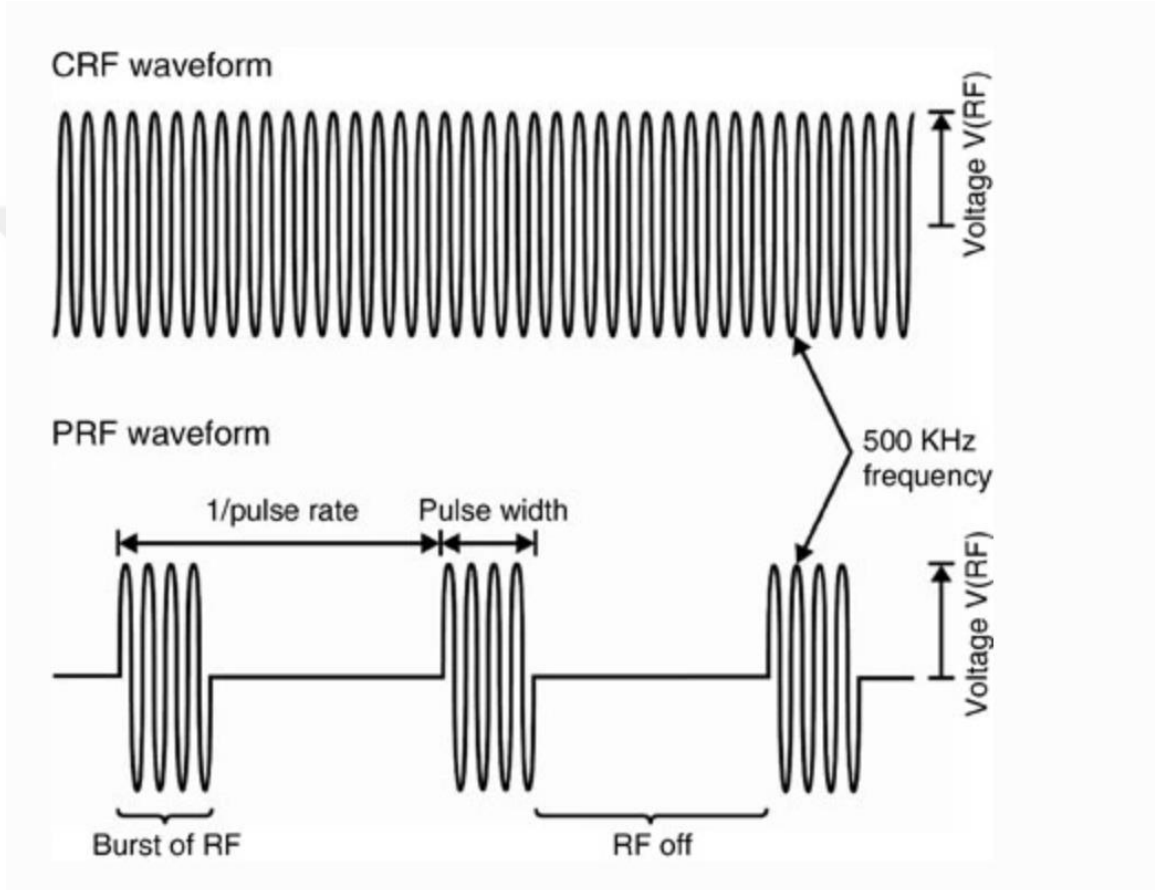 CRF waveform
Voltage V(RF)
PRF waveform
500 KHz
frequency
1/pulse rate
Pulse width
Voltage V(RF)
Burst of RF
RF off